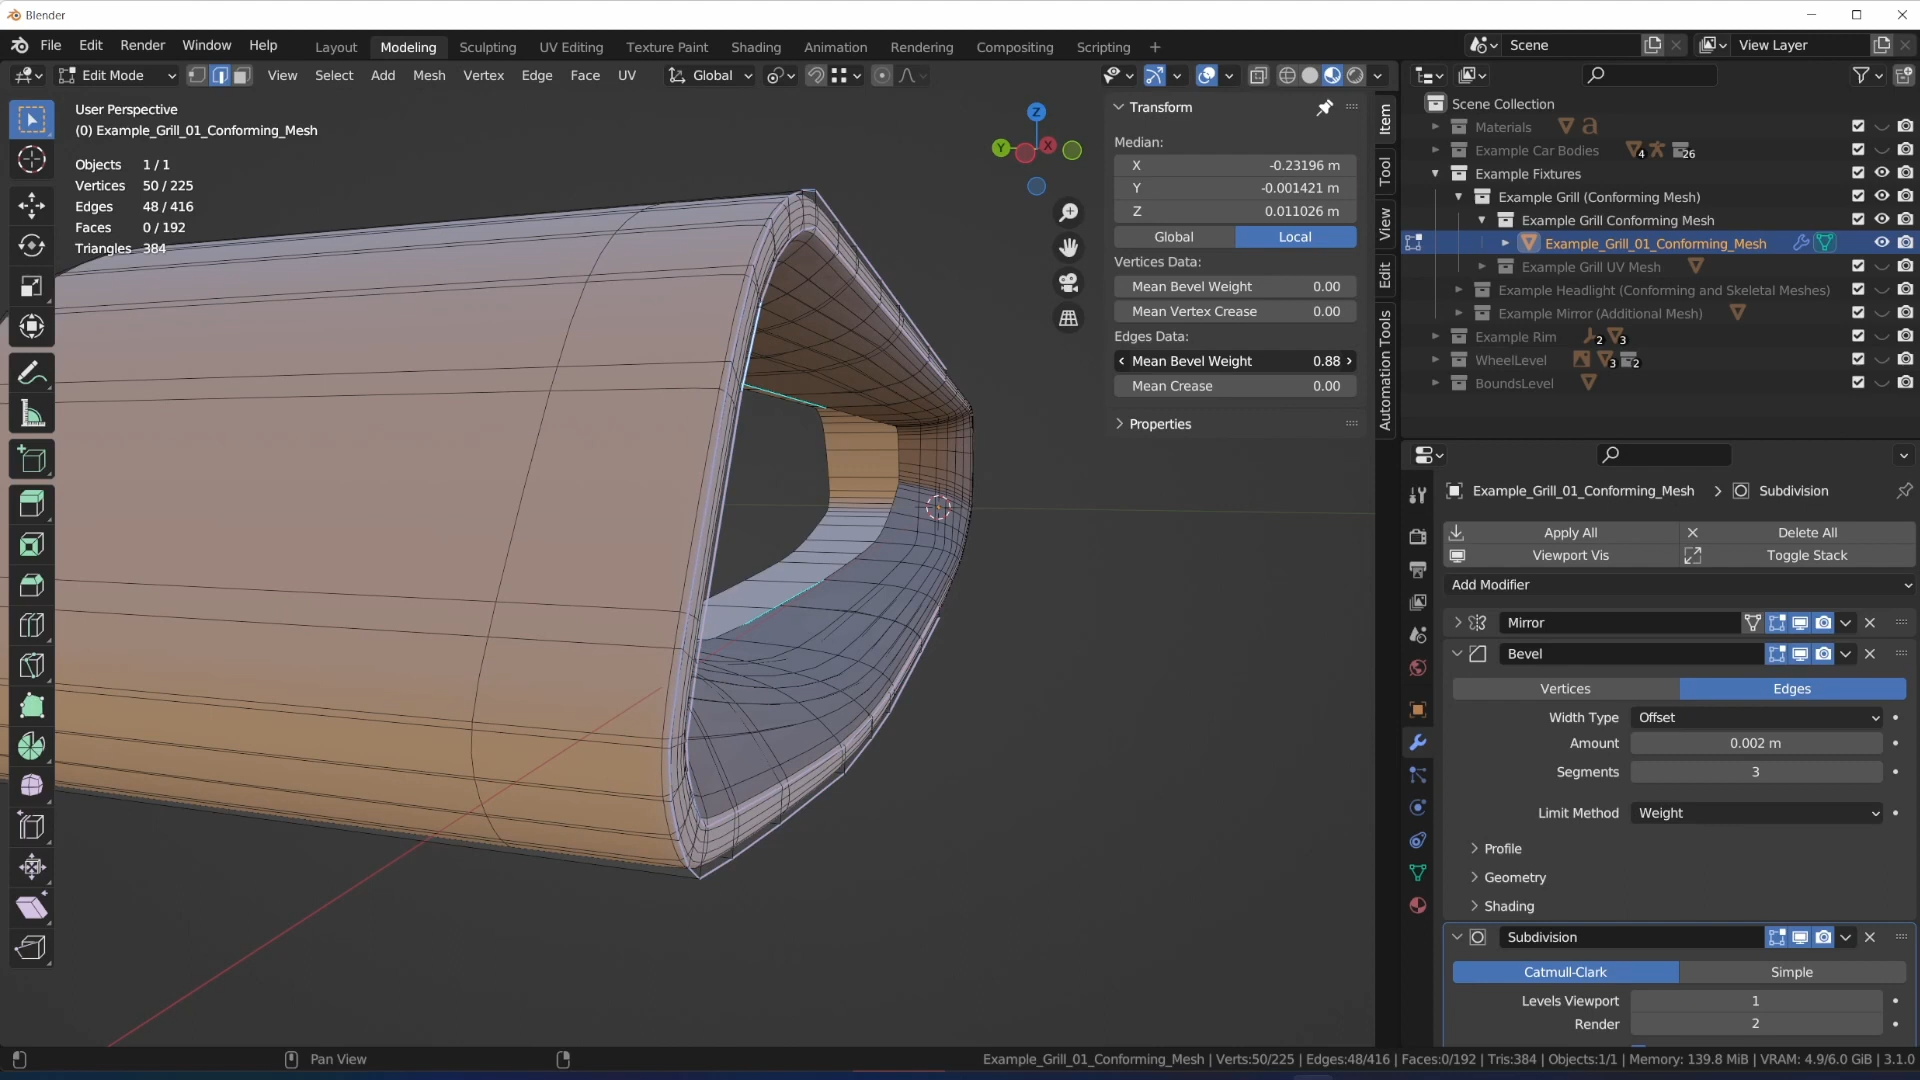 Blender
File Edit Render Window Help
Layout Modeling Sculpting UV Editing Texture Paint Shading Animation Rendering Compositing Scripting +
Scene
View Layer
Edit Mode View Select Add Mesh Vertex Edge Face UV
Global
User Perspective
(0) Example_Grill_01_Conforming_Mesh
Objects 1 / 1
Vertices 50 / 225
Edges 48 / 416
Faces 0 / 192
Triangles 384
Z
Y
X
Transform
Median:
X -0.23196 m
Y -0.001421 m
Z 0.011026 m
Global Local
Vertices Data:
Mean Bevel Weight 0.00
Mean Vertex Crease 0.00
Edges Data:
Mean Bevel Weight 0.88
Mean Crease 0.00
Properties
Item
Tool
View
Edit
Automation Tools
Scene Collection
Materials a
Example Car Bodies 4 26
Example Fixtures
Example Grill (Conforming Mesh)
Example Grill Conforming Mesh
Example_Grill_01_Conforming_Mesh
Example Grill UV Mesh
Example Headlight (Conforming and Skeletal Meshes)
Example Mirror (Additional Mesh)
Example Rim 2 3
WheelLevel 3 2
BoundsLevel
Example_Grill_01_Conforming_Mesh > Subdivision
Apply All Delete All
Viewport Vis Toggle Stack
Add Modifier
Mirror
Bevel
Vertices Edges
Width Type Offset
Amount 0.002 m
Segments 3
Limit Method Weight
Profile
Geometry
Shading
Subdivision
Catmull-Clark Simple
Levels Viewport 1
Render 2
Pan View
Example_Grill_01_Conforming_Mesh | Verts:50/225 | Edges:48/416 | Faces:0/192 | Tris:384 | Objects:1/1 | Memory: 139.8 MiB | VRAM: 4.9/6.0 GiB | 3.1.0